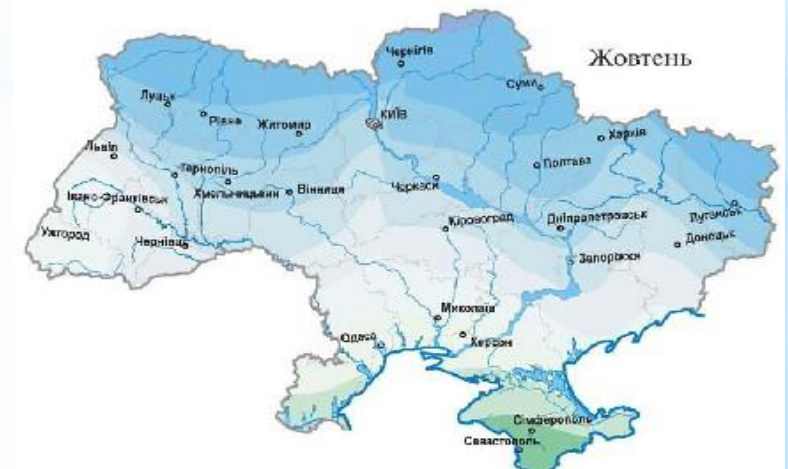 Жовтень
Чернігів
Суми
Луцьк
Рівне
Житомир
КИЇВ
Харків
Львів
Тернопіль
Хмельницький
Вінниця
Черкаси
Полтава
Івано-Франківськ
Ужгород
Чернівці
Кіровоград
Дніпропетровськ
Луганськ
Донецьк
Запоріжжя
Миколаїв
Одеса
Херсон
Сімферополь
Севастополь